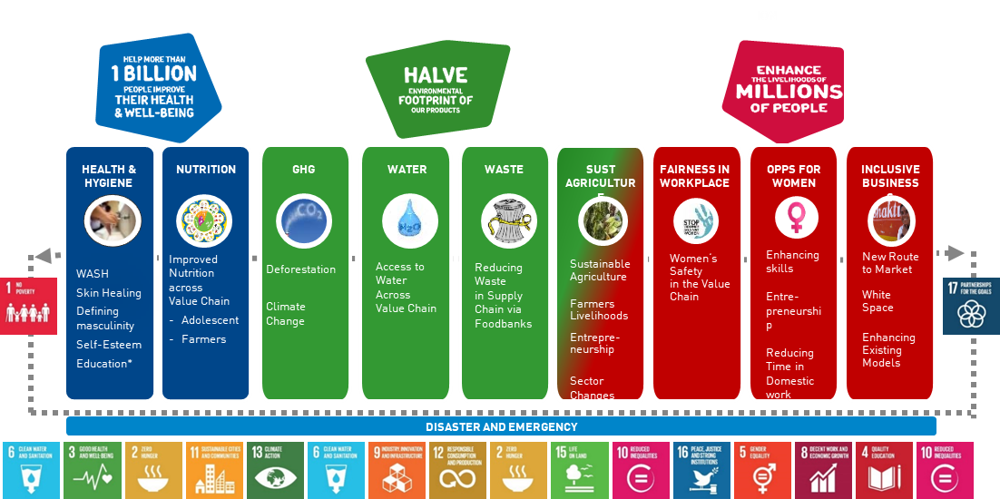 HELP MORE THAN
1 BILLION
PEOPLE IMPROVE
THEIR HEALTH
& WELL-BEING
HALVE
ENVIRONMENTAL
FOOTPRINT OF
OUR PRODUCTS
ENHANCE
THE LIVELIHOODS OF
MILLIONS
OF PEOPLE
HEALTH &
HYGIENE
WASH
Skin Healing
Defining
masculinity
Self-Esteem
Education*
NUTRITION
Improved
Nutrition
across
Value Chain
- Adolescent
- Farmers
GHG
CO2
Deforestation
Climate
Change
WATER
H2O
Access to
Water
Across
Value Chain
WASTE
Reducing
Waste
in Supply
Chain via
Foodbanks
SUST
AGRICULTUR
E
Sustainable
Agriculture
Farmers
Livelihoods
Entrepre-
neurship
Sector
Changes
FAIRNESS IN
WORKPLACE
STOP
VIOLENCE
AGAINST
WOMEN
Women's
Safety
in the Value
Chain
OPPS FOR
WOMEN
Enhancing
skills
Entre-
preneurshi
p
Reducing
Time in
Domestic
work
INCLUSIVE
BUSINESS
hakti
New Route
to Market
White
Space
Enhancing
Existing
Models
1 NO
POVERTY
17 PARTNERSHIPS
FOR THE GOALS
DISASTER AND EMERGENCY
6 CLEAN WATER
AND SANITATION
3 GOOD HEALTH
AND WELL-BEING
2 ZERO
HUNGER
11 SUSTAINABLE CITIES
AND COMMUNITIES
13 CLIMATE
ACTION
6 CLEAN WATER
AND SANITATION
9 INDUSTRY, INNOVATION
AND INFRASTRUCTURE
12 RESPONSIBLE
CONSUMPTION
AND PRODUCTION
2 ZERO
HUNGER
15 LIFE
ON LAND
10 REDUCED
INEQUALITIES
16 PEACE, JUSTICE
AND STRONG
INSTITUTIONS
5 GENDER
EQUALITY
8 DECENT WORK AND
ECONOMIC GROWTH
4 QUALITY
EDUCATION
10 REDUCED
INEQUALITIES